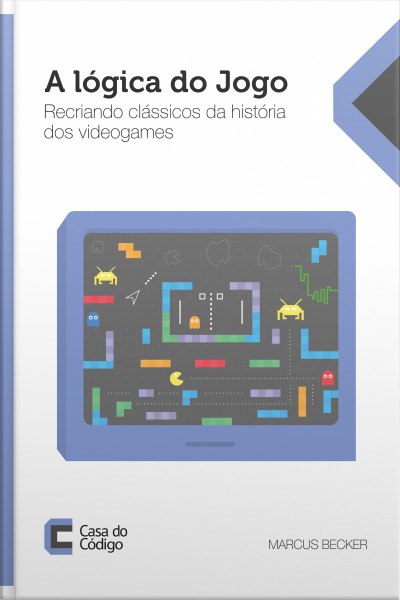 A lógica do Jogo
Recriando clássicos da história
dos videogames
Casa do
Código
MARCUS BECKER